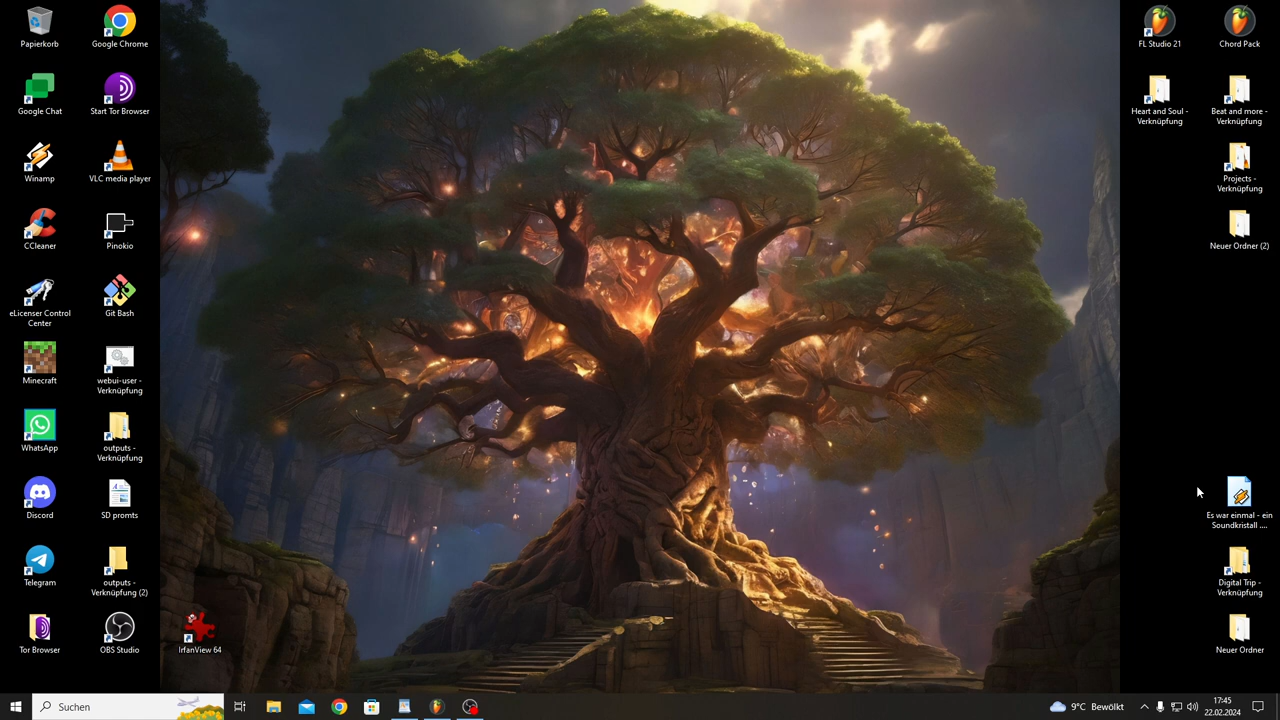 Papierkorb
Google Chrome
Google Chat
Start Tor Browser
Winamp
VLC media player
CCleaner
Pinokio
eLicenser Control
Center
Git Bash
Minecraft
webui-user -
Verknüpfung
WhatsApp
outputs -
Verknüpfung
Discord
SD promts
Telegram
outputs -
Verknüpfung (2)
Tor Browser
OBS Studio
IrfanView 64
FL Studio 21
Chord Pack
Heart and Soul -
Verknüpfung
Beat and more -
Verknüpfung
Projects -
Verknüpfung
Neuer Ordner (2)
Es war einmal - ein
Soundkristall ....
Digital Trip -
Verknüpfung
Neuer Ordner
Suchen
9°C Bewölkt
17:45
22.02.2024